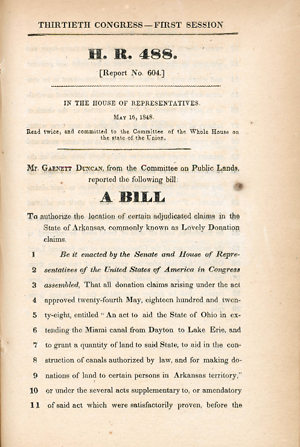 THIRTIETH CONGRESS—FIRST SESSION
H. R. 488.
[Report No. 604.]
IN THE HOUSE OF REPRESENTATIVES.
May 16, 1848.
Read twice, and committed to the Committee of the Whole House on
the state of the Union.
Mr. Garnett Duncan, from the Committee on Public Lands,
reported the following bill:
A BILL
To authorize the location of certain adjudicated claims in the
State of Arkansas, commonly known as Lovely Donation
claims.
1 Be it enacted by the Senate and House of Repre-
2 sentatives of the United States of America in Congress
3 assembled, That all donation claims arising under the act
4 approved twenty-fourth May, eighteen hundred and twen-
5 ty-eight, entitled "An act to aid the State of Ohio in ex-
6 tending the Miami canal from Dayton to Lake Erie, and
7 to grant a quantity of land to said State, to aid in the con-
8 struction of canals authorized by law, and for making do-
9 nations of land to certain persons in Arkansas territory,"
10 or under the several acts supplementary to, or amendatory
11 of said act which were satisfactorily proven, before the